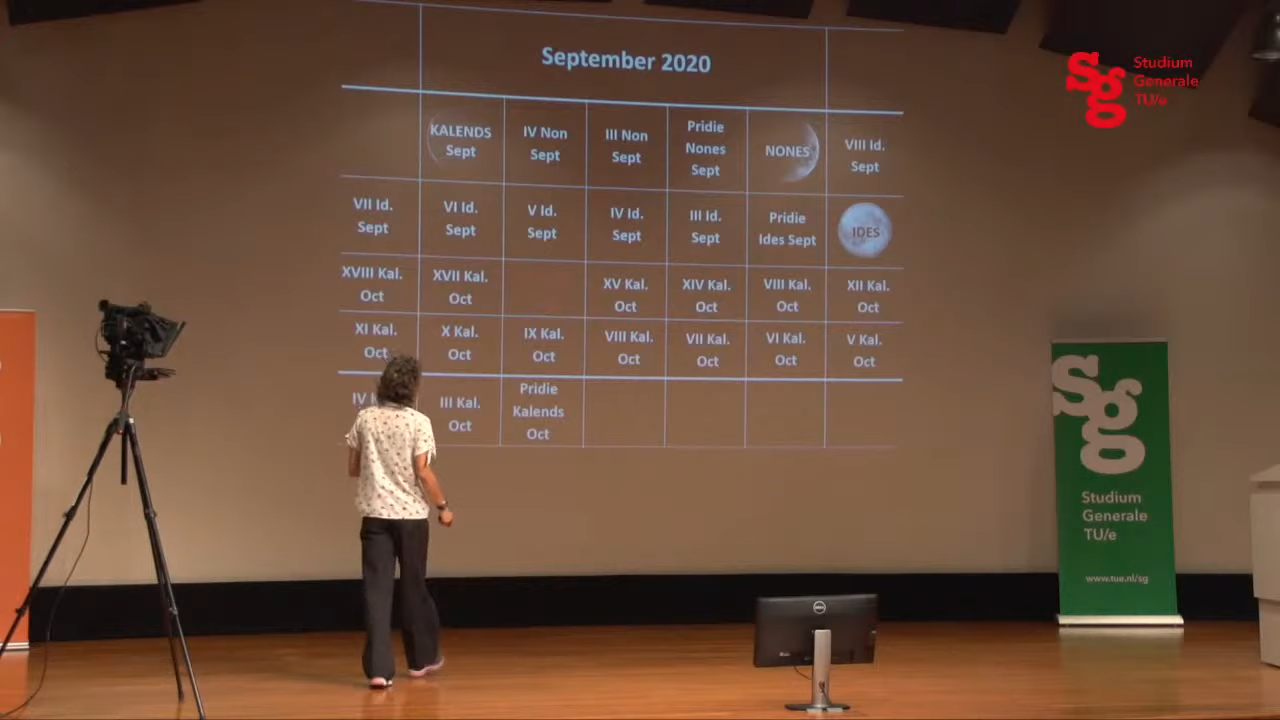 September 2020
KALENDS
Sept
IV Non
Sept
III Non
Sept
Pridie
Nones
Sept
NONES
VIII Id.
Sept
VII Id.
Sept
VI Id.
Sept
V Id.
Sept
IV Id.
Sept
III Id.
Sept
Pridie
Ides Sept
IDES
XVIII Kal.
Oct
XVII Kal.
Oct
XV Kal.
Oct
XIV Kal.
Oct
VIII Kal.
Oct
XII Kal.
Oct
XI Kal.
Oct
X Kal.
Oct
IX Kal.
Oct
VIII Kal.
Oct
VII Kal.
Oct
VI Kal.
Oct
V Kal.
Oct
IV
III Kal.
Oct
Pridie
Kalends
Oct
sg
Studium
Generale
TU/e
sg
Studium
Generale
TU/e
www.tue.nl/sg
DELL